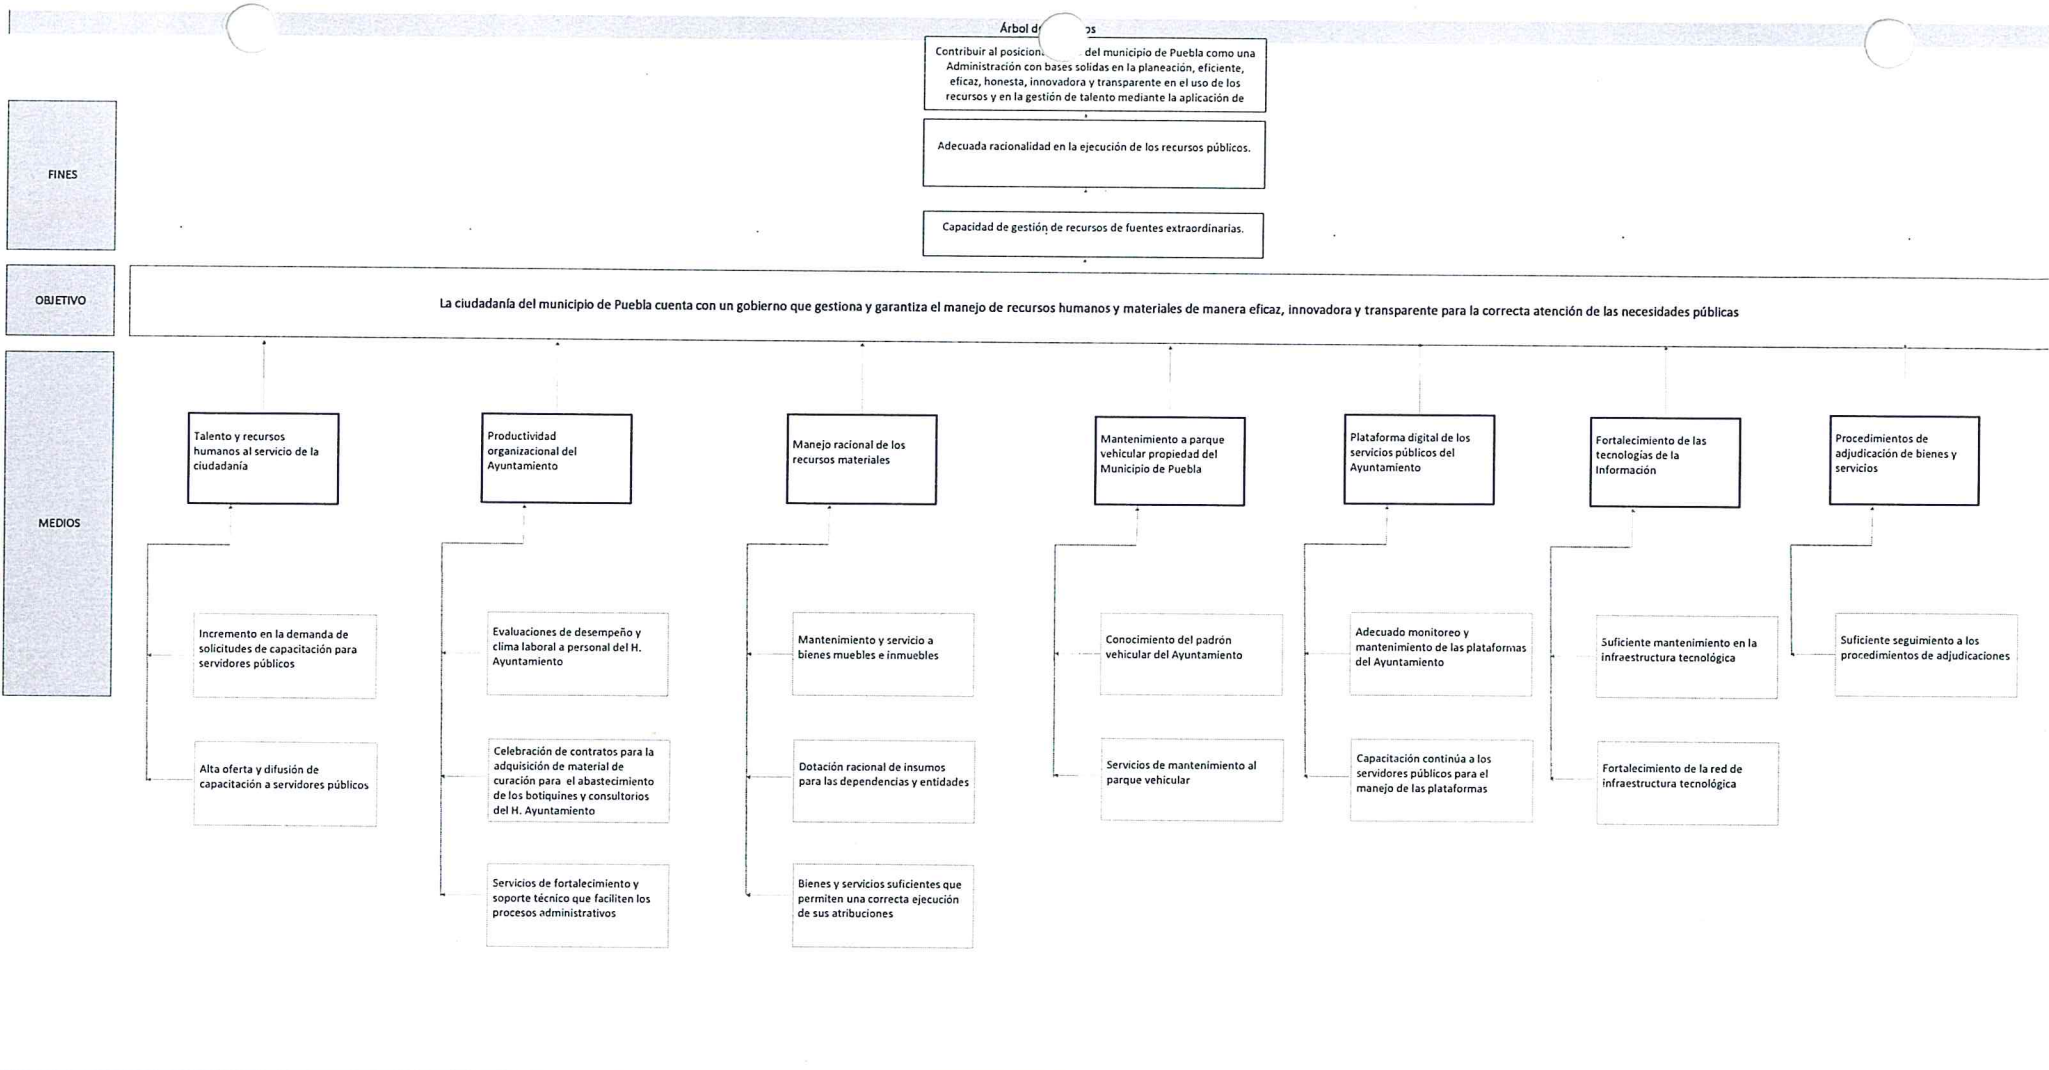 Árbol d
os
Contribuir al posicion
del municipio de Puebla como una
Administración con bases solidas en la planeación, eficiente,
eficaz, honesta, innovadora y transparente en el uso de los
recursos y en la gestión de talento mediante la aplicación de
Adecuada racionalidad en la ejecución de los recursos públicos.
FINES
Capacidad de gestión de recursos de fuentes extraordinarias.
OBJETIVO
La ciudadanía del municipio de Puebla cuenta con un gobierno que gestiona y garantiza el manejo de recursos humanos y materiales de manera eficaz, innovadora y transparente para la correcta atención de las necesidades públicas
MEDIOS
Talento y recursos
humanos al servicio de la
ciudadanía
Productividad
organizacional del
Ayuntamiento
Manejo racional de los
recursos materiales
Mantenimiento a parque
vehicular propiedad del
Municipio de Puebla
Plataforma digital de los
servicios públicos del
Ayuntamiento
Fortalecimiento de las
tecnologías de la
Información
Procedimientos de
adjudicación de bienes y
servicios
Incremento en la demanda de
solicitudes de capacitación para
servidores públicos
Evaluaciones de desempeño y
clima laboral a personal del H.
Ayuntamiento
Mantenimiento y servicio a
bienes muebles e inmuebles
Conocimiento del padrón
vehicular del Ayuntamiento
Adecuado monitoreo y
mantenimiento de las plataformas
del Ayuntamiento
Suficiente mantenimiento en la
infraestructura tecnológica
Suficiente seguimiento a los
procedimientos de adjudicaciones
Alta oferta y difusión de
capacitación a servidores públicos
Celebración de contratos para la
adquisición de material de
curación para el abastecimiento
de los botiquines y consultorios
del H. Ayuntamiento
Dotación racional de insumos
para las dependencias y entidades
Servicios de mantenimiento al
parque vehicular
Capacitación continúa a los
servidores públicos para el
manejo de las plataformas
Fortalecimiento de la red de
infraestructura tecnológica
Servicios de fortalecimiento y
soporte técnico que faciliten los
procesos administrativos
Bienes y servicios suficientes que
permiten una correcta ejecución
de sus atribuciones